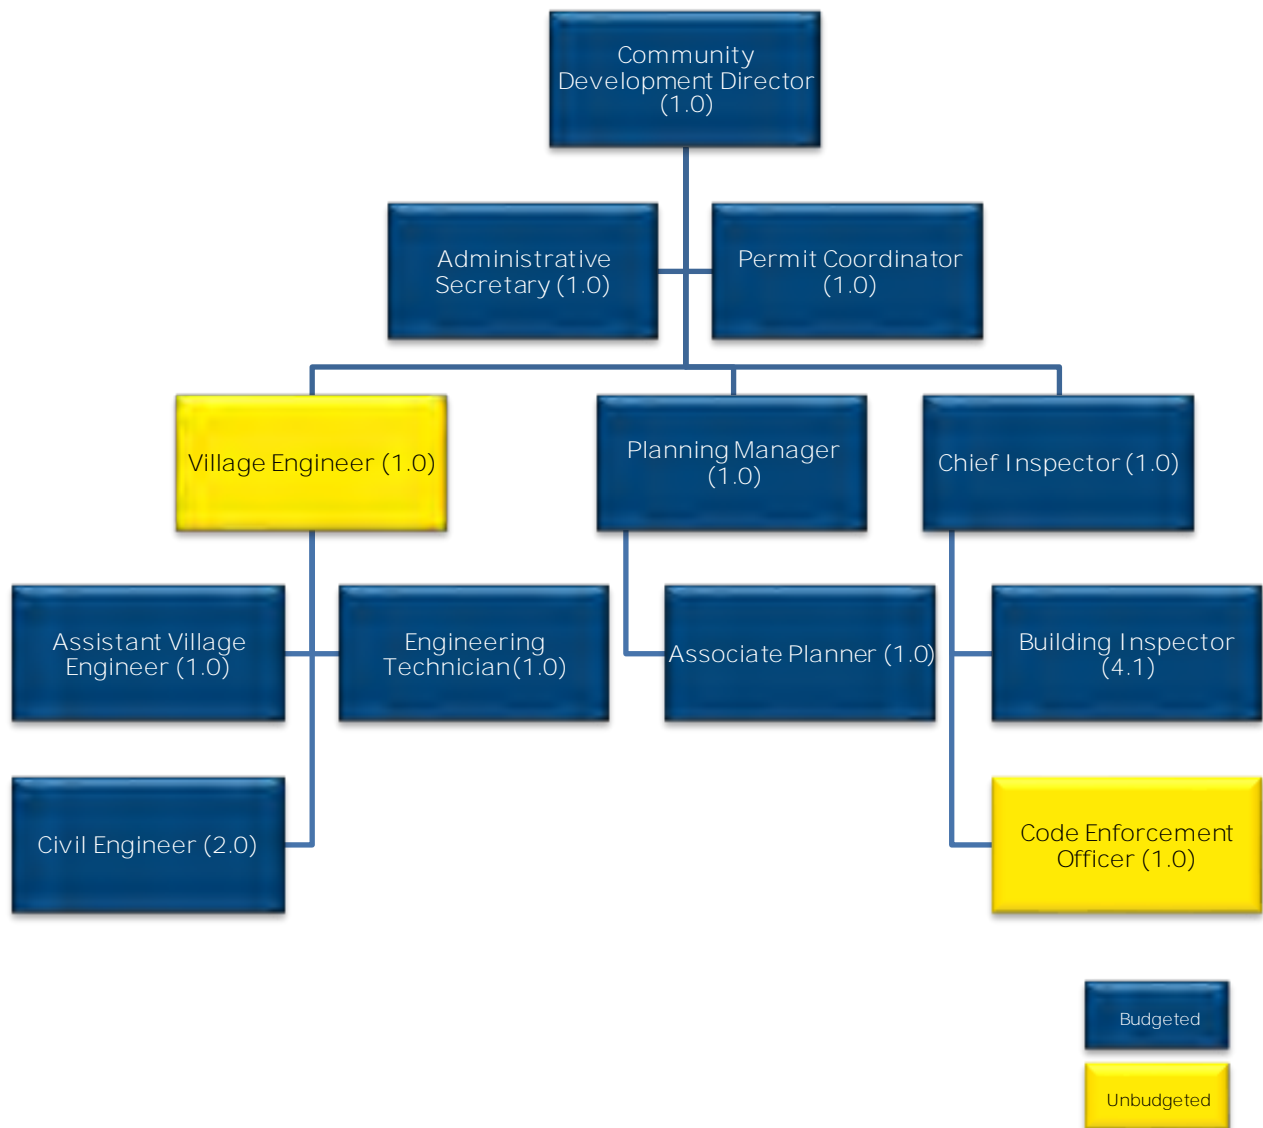 Community
Development Director
(1.0)
Administrative
Secretary (1.0)
Permit Coordinator
(1.0)
Village Engineer (1.0)
Planning Manager
(1.0)
Chief Inspector (1.0)
Assistant Village
Engineer (1.0)
Engineering
Technician (1.0)
Associate Planner (1.0)
Building Inspector
(4.1)
Civil Engineer (2.0)
Code Enforcement
Officer (1.0)
Budgeted
Unbudgeted